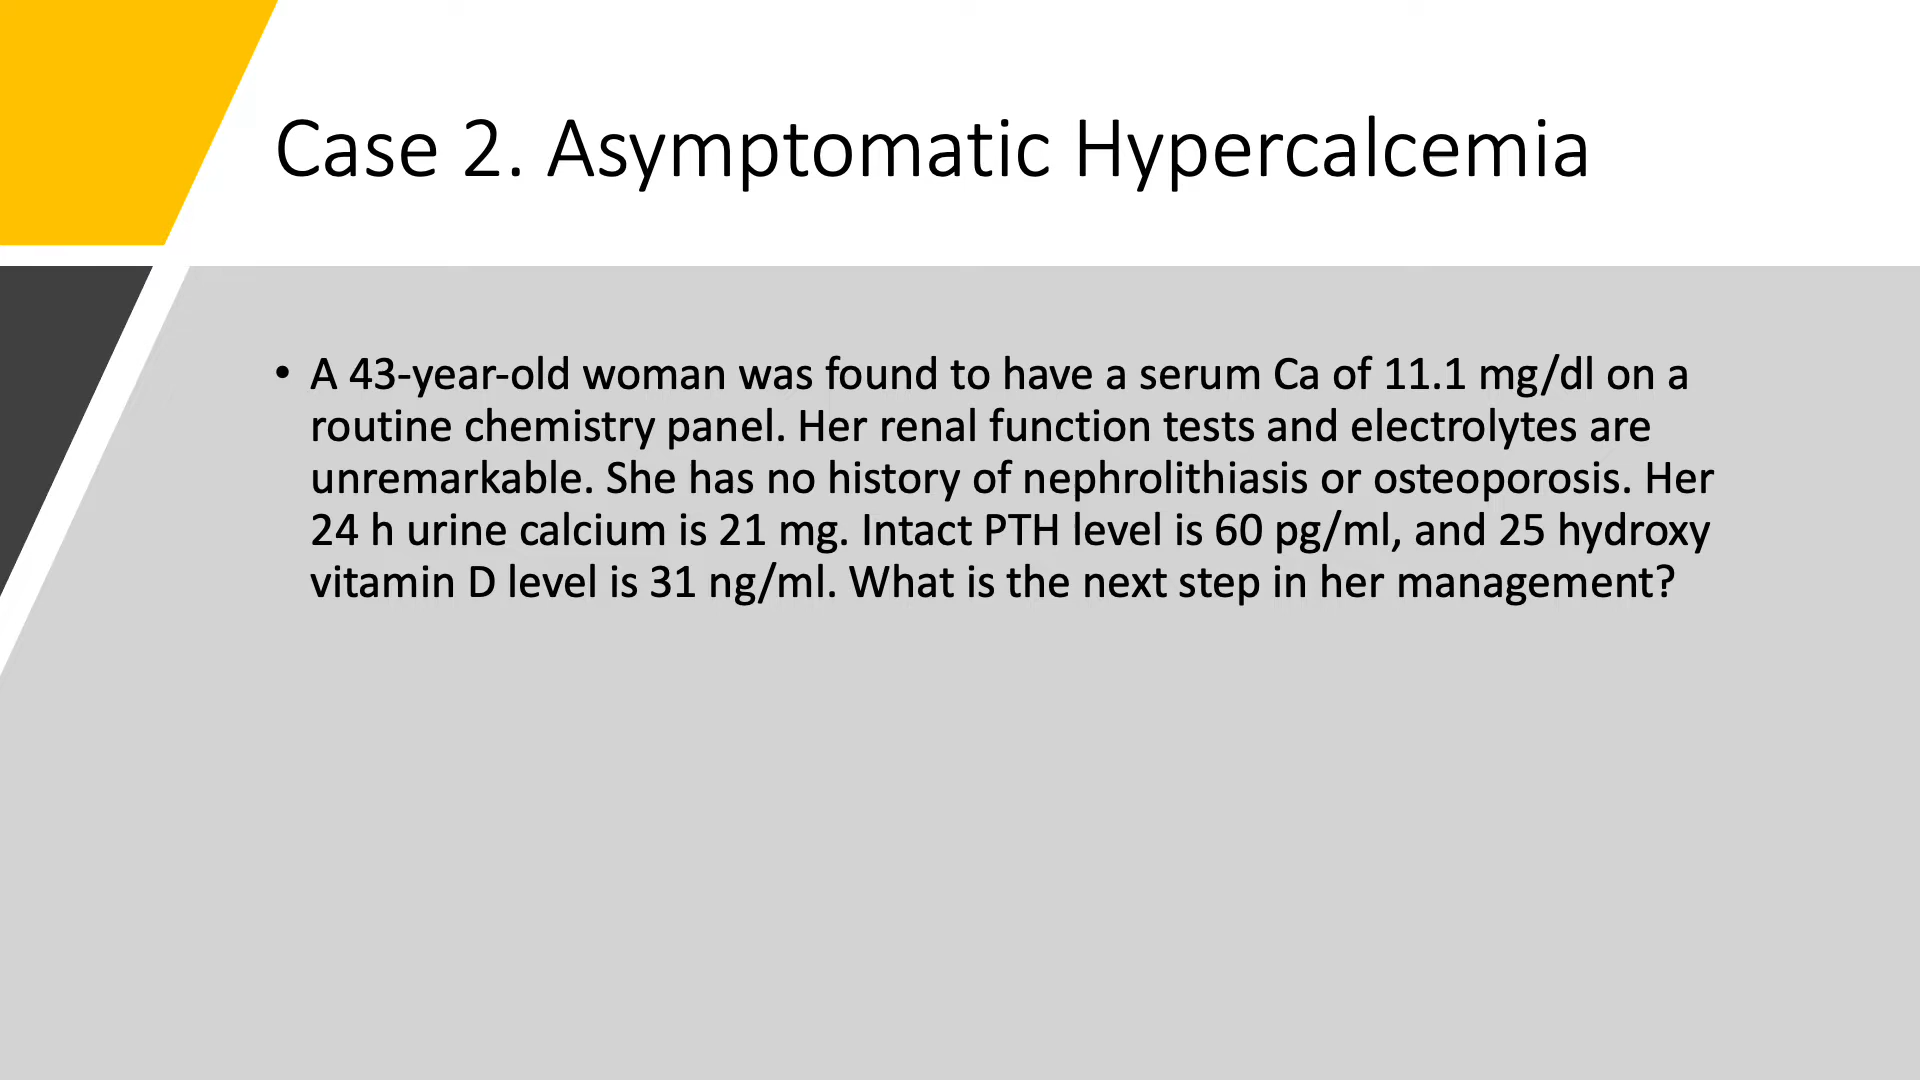 Case 2. Asymptomatic Hypercalcemia
• A 43-year-old woman was found to have a serum Ca of 11.1 mg/dl on a
routine chemistry panel. Her renal function tests and electrolytes are
unremarkable. She has no history of nephrolithiasis or osteoporosis. Her
24 h urine calcium is 21 mg. Intact PTH level is 60 pg/ml, and 25 hydroxy
vitamin D level is 31 ng/ml. What is the next step in her management?